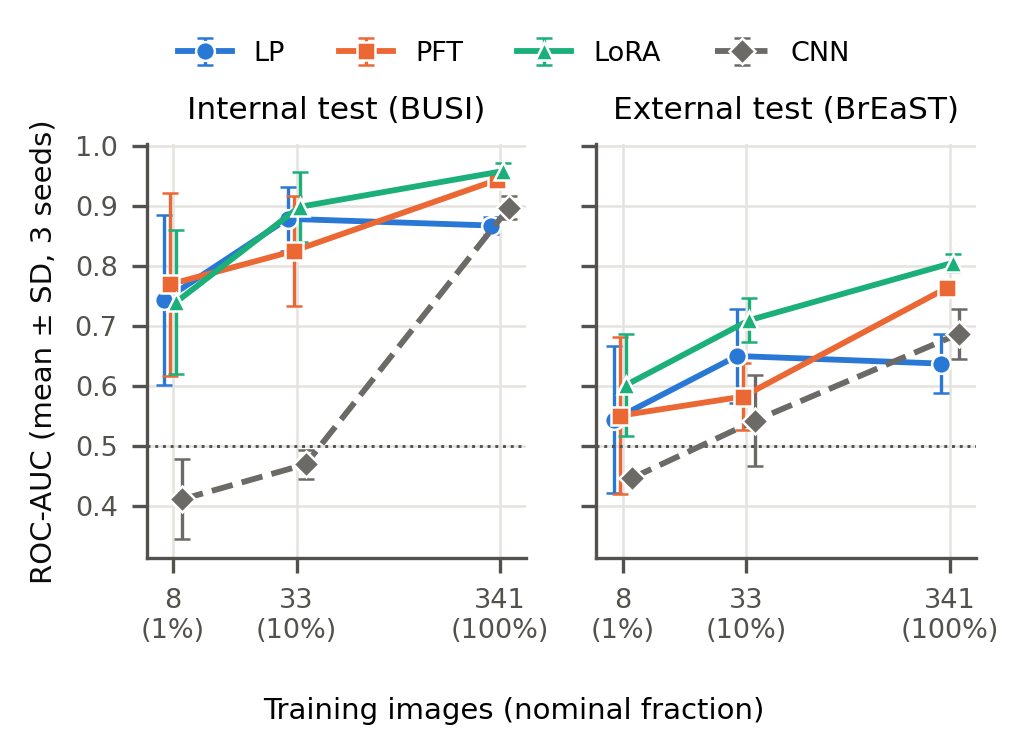 LP PFT LoRA CNN
Internal test (BUSI) External test (BrEaST)
ROC-AUC (mean ± SD, 3 seeds)
1.0
0.9
0.8
0.7
0.6
0.5
0.4
8 33 341 8 33 341
(1%) (10%) (100%) (1%) (10%) (100%)
Training images (nominal fraction)